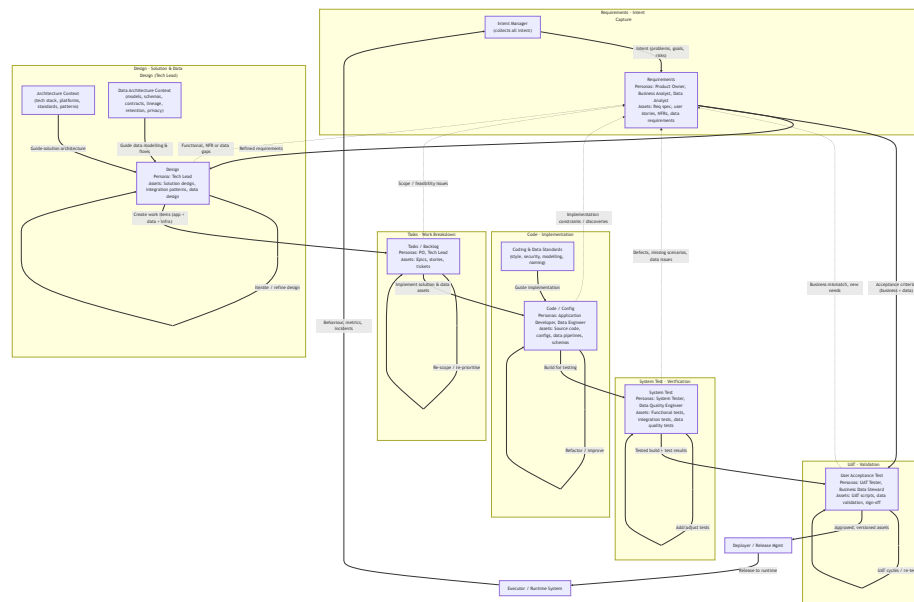 Requirements - Intent
Capture
Intent Manager
(collects all intent)
Intent (problems, goals,
risks)
Requirements
Personas: Product Owner,
Business Analyst, Data
Analyst
Assets: Req spec, user
stories, NFRs, data
requirements
Design - Solution & Data
Design (Tech Lead)
Architecture Context
(tech stack, platforms,
standards, patterns)
Data Architecture Context
(models, schemas,
contracts, lineage,
retention, privacy)
Guide solution architecture
Guide data modelling &
flows
Functional, NFR or data
gaps
Refined requirements
Design
Persona: Tech Lead
Assets: Solution design,
integration patterns, data
design
Create work items (app +
data + infra)
Iterate / refine design
Scope / feasibility issues
Implementation
constraints / discoveries
Tasks - Work Breakdown
Tasks / Backlog
Personas: PO, Tech Lead
Assets: Epics, stories,
tickets
Implement solution & data
assets
Re-scope / re-prioritise
Code - Implementation
Coding & Data Standards
(style, security, modelling,
naming)
Guide implementation
Code / Config
Personas: Application
Developer, Data Engineer
Assets: Source code,
configs, data pipelines,
schemas
Build for testing
Refactor / improve
Defects, missing scenarios,
data issues
Business mismatch, new
needs
Acceptance criteria
(business + data)
Behaviour, metrics,
incidents
System Test - Verification
System Test
Personas: System Tester,
Data Quality Engineer
Assets: Functional tests,
integration tests, data
quality tests
Tested build + test results
Add/adjust tests
UAT - Validation
User Acceptance Test
Personas: UAT Tester,
Business Data Steward
Assets: UAT scripts, data
validation, sign-off
Approved, versioned assets
UAT cycles / re-te
Deployer / Release Mgmt
Release to runtime
Executor / Runtime System